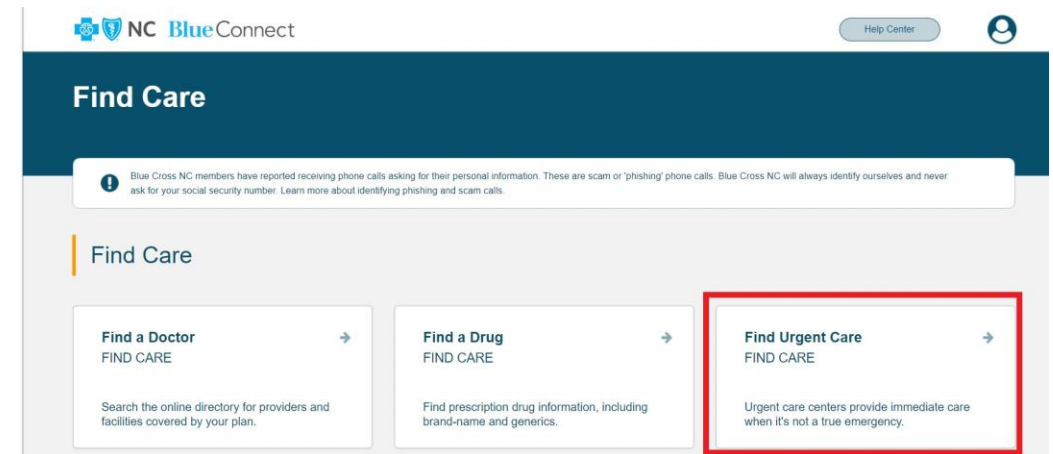 NC BlueConnect
Help Center
Find Care
Blue Cross NC members have reported receiving phone calls asking for their personal information. These are scam or 'phishing' phone calls. Blue Cross NC will always identify ourselves and never
ask for your social security number. Learn more about identifying phishing and scam calls.
Find Care
Find a Doctor
FIND CARE
Search the online directory for providers and
facilities covered by your plan.
Find a Drug
FIND CARE
Find prescription drug information, including
brand-name and generics.
Find Urgent Care
FIND CARE
Urgent care centers provide immediate care
when it's not a true emergency.